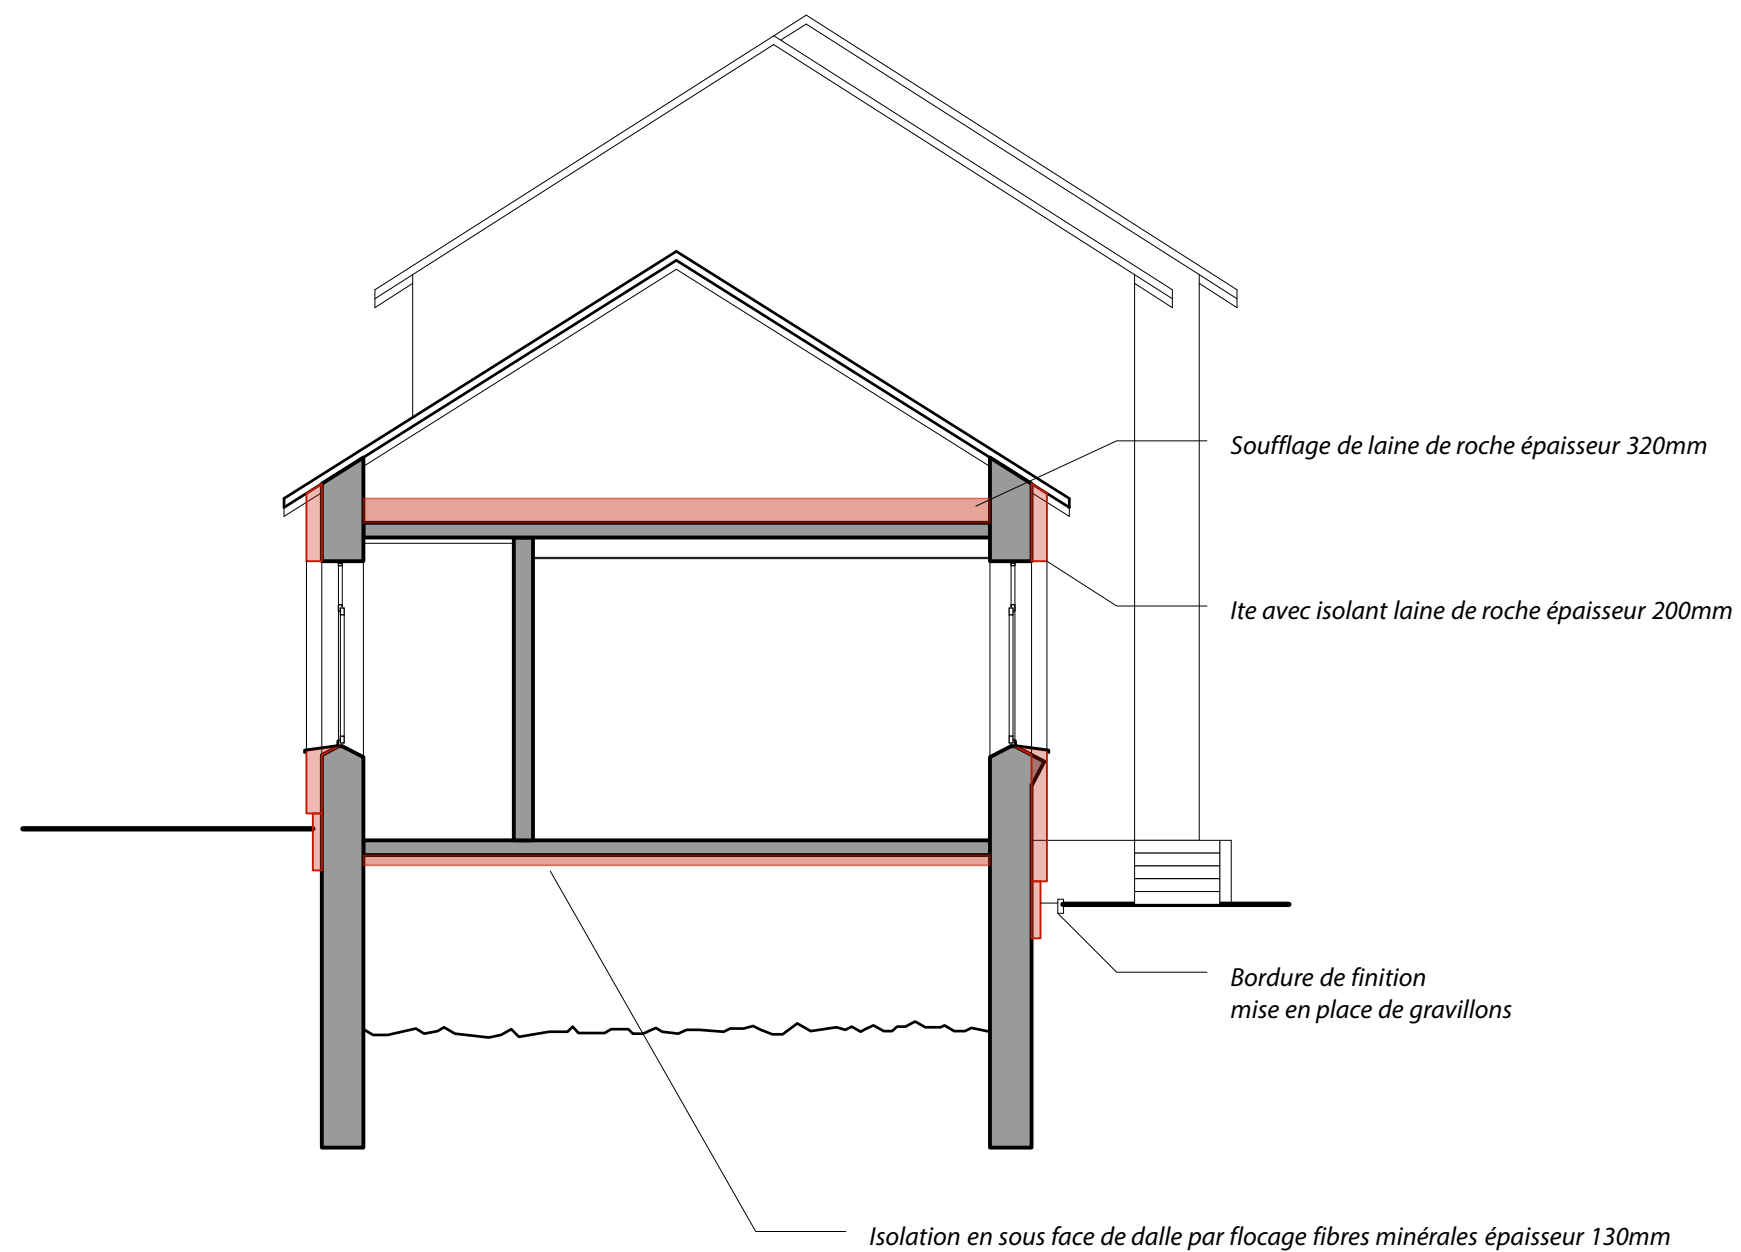 Soufflage de laine de roche épaisseur 320mm
Ite avec isolant laine de roche épaisseur 200mm
Bordure de finition
mise en place de gravillons
Isolation en sous face de dalle par flocage fibres minérales épaisseur 130mm